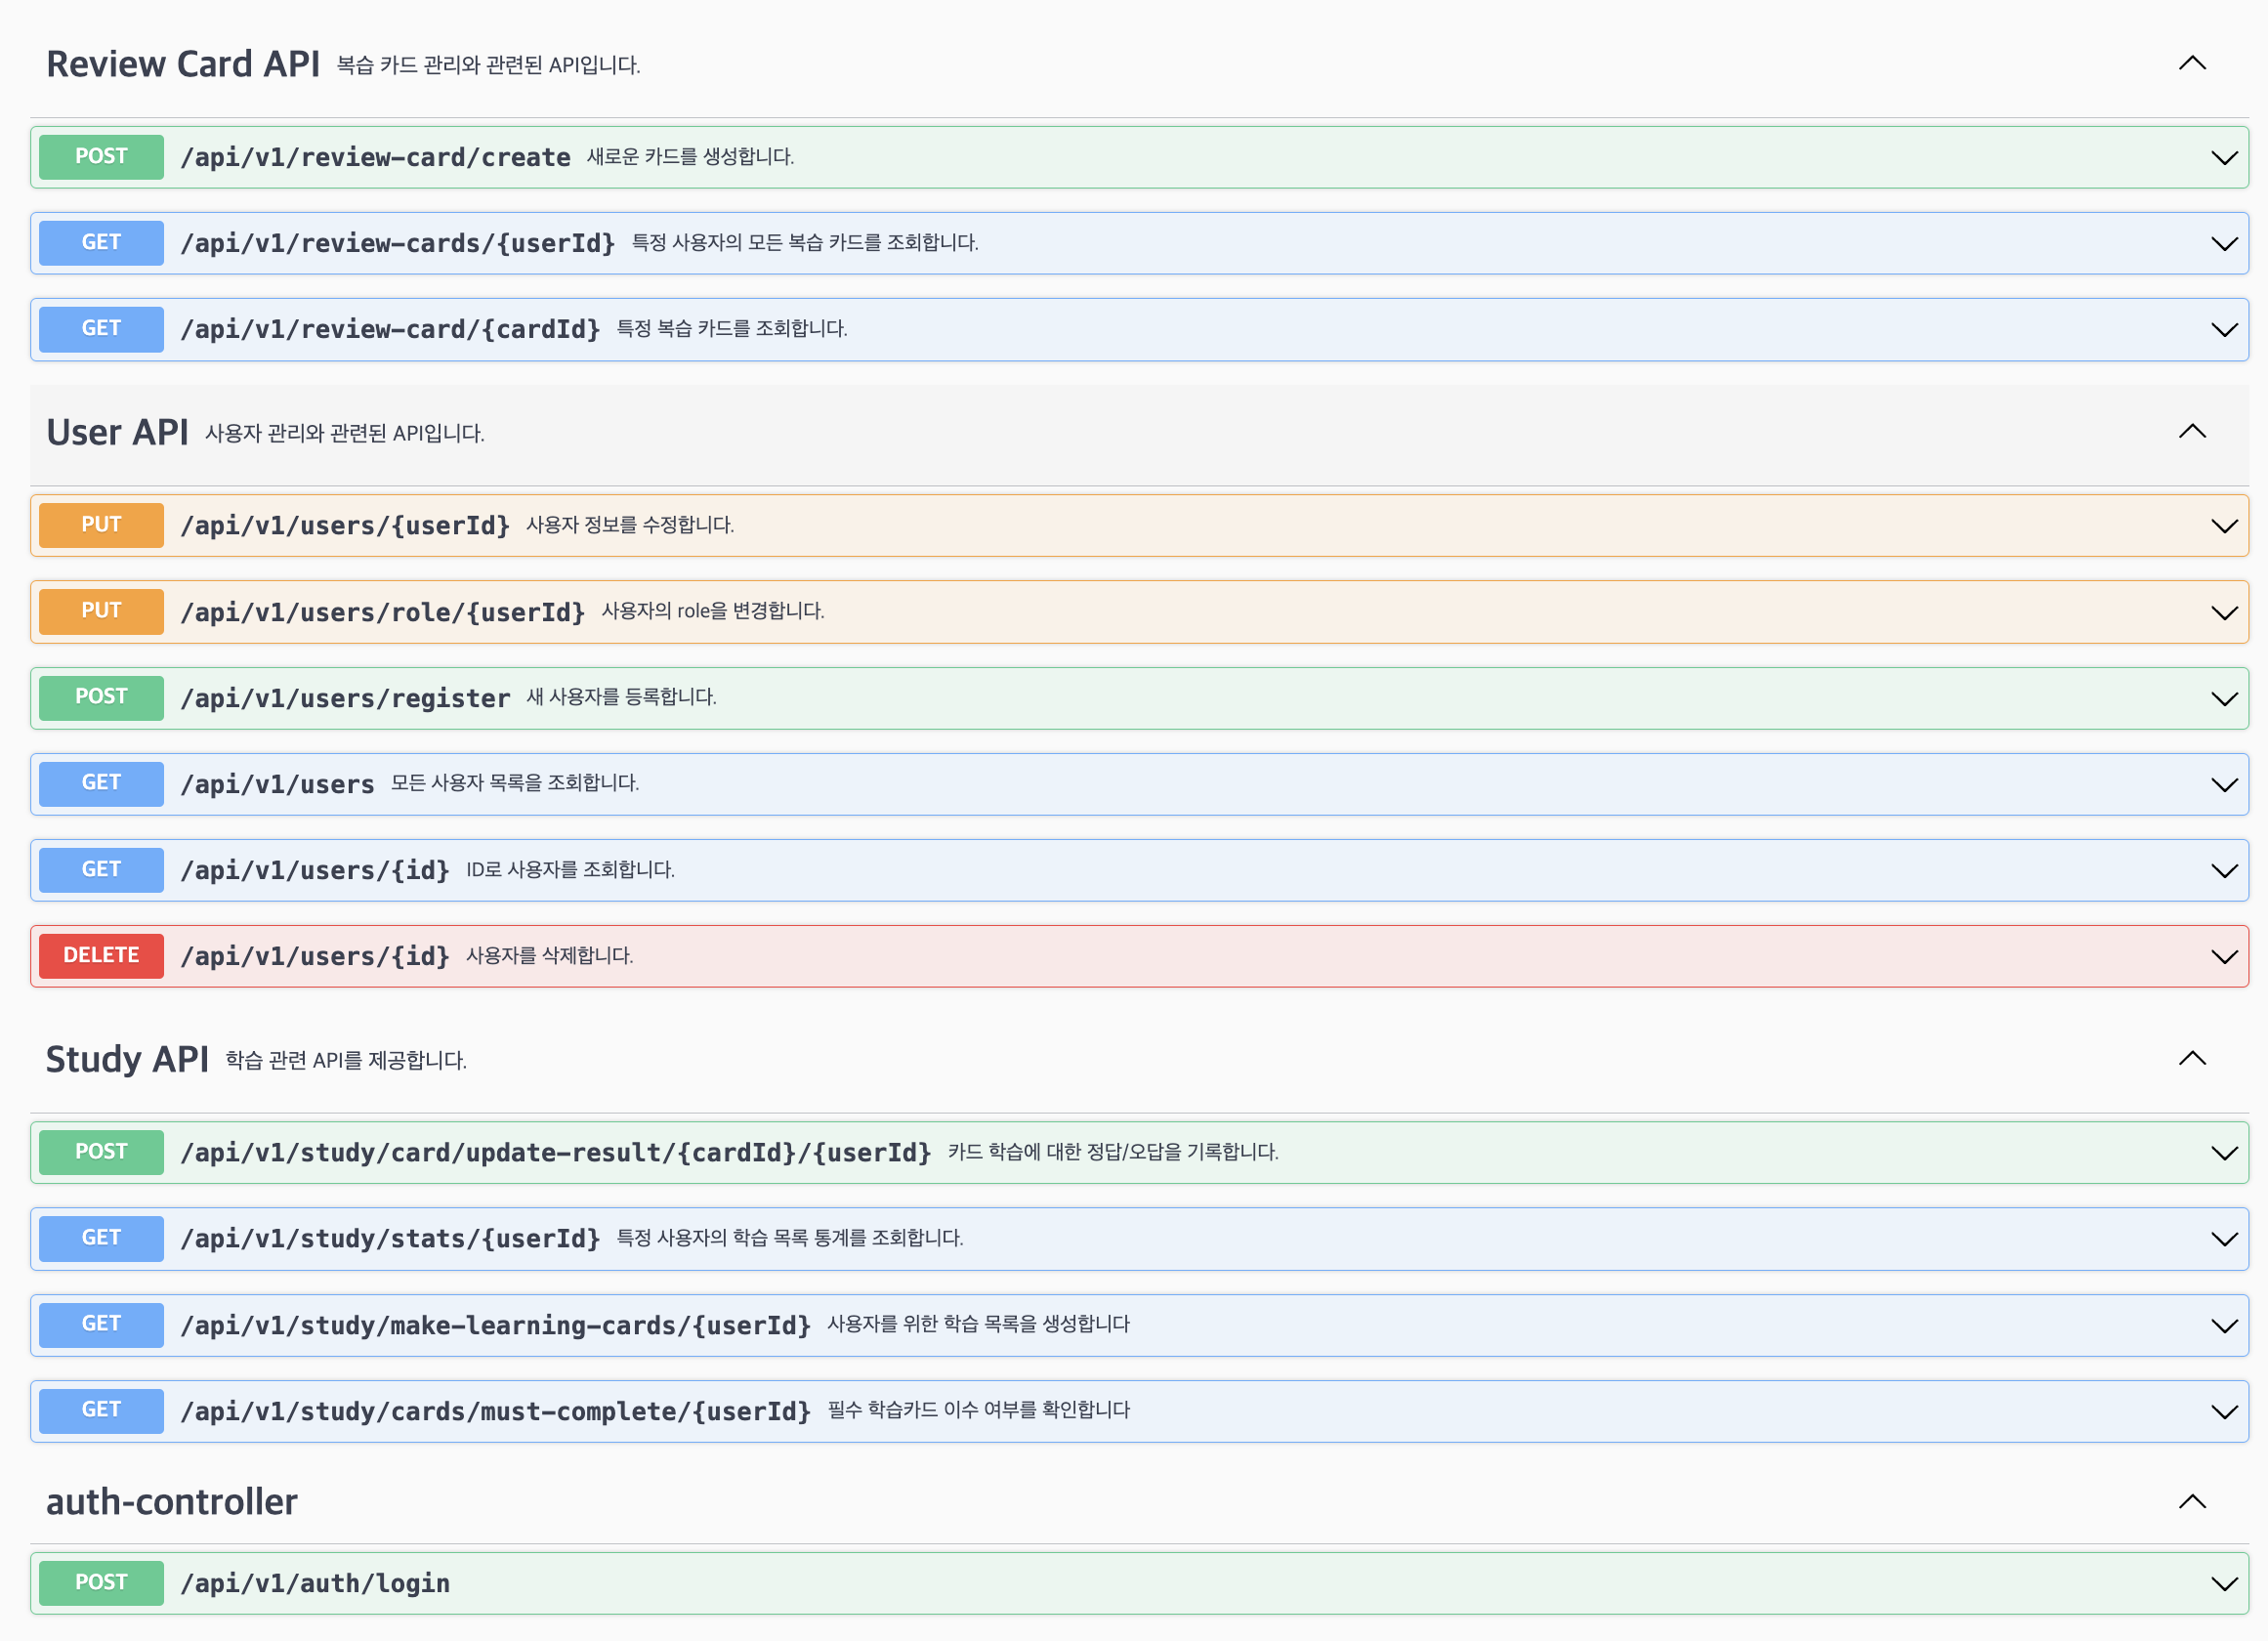 Review Card API 복습 카드 관리와 관련된 API입니다.
POST /api/v1/review-card/create 새로운 카드를 생성합니다.
GET /api/v1/review-cards/{userId} 특정 사용자의 모든 복습 카드를 조회합니다.
GET /api/v1/review-card/{cardId} 특정 복습 카드를 조회합니다.
User API 사용자 관리와 관련된 API입니다.
PUT /api/v1/users/{userId} 사용자 정보를 수정합니다.
PUT /api/v1/users/role/{userId} 사용자의 role을 변경합니다.
POST /api/v1/users/register 새 사용자를 등록합니다.
GET /api/v1/users 모든 사용자 목록을 조회합니다.
GET /api/v1/users/{id} ID로 사용자를 조회합니다.
DELETE /api/v1/users/{id} 사용자를 삭제합니다.
Study API 학습 관련 API를 제공합니다.
POST /api/v1/study/card/update-result/{cardId}/{userId} 카드 학습에 대한 정답/오답을 기록합니다.
GET /api/v1/study/stats/{userId} 특정 사용자의 학습 목록 통계를 조회합니다.
GET /api/v1/study/make-learning-cards/{userId} 사용자를 위한 학습 목록을 생성합니다
GET /api/v1/study/cards/must-complete/{userId} 필수 학습카드 이수 여부를 확인합니다
auth-controller
POST /api/v1/auth/login